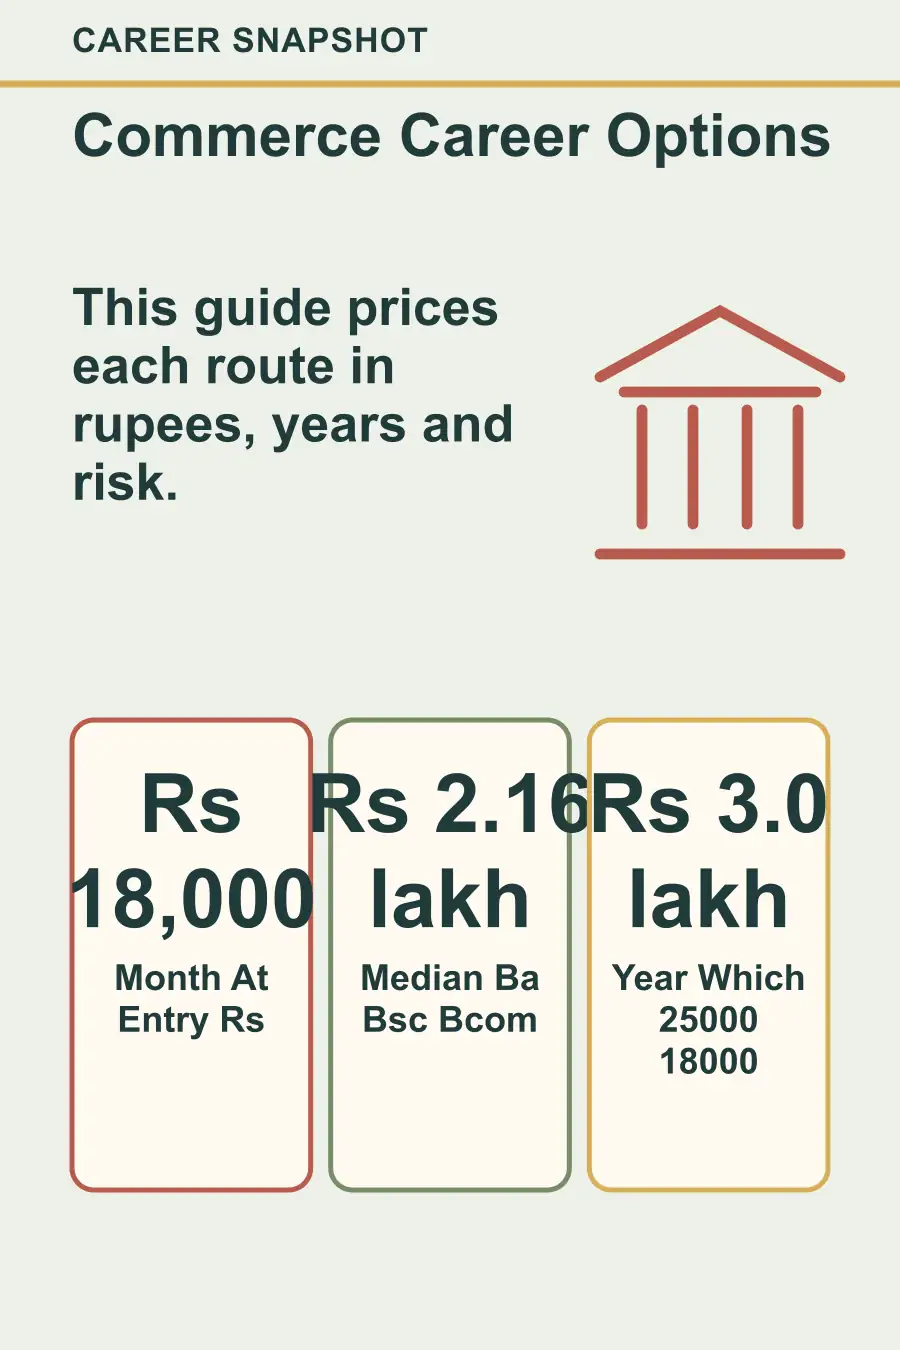 CAREER SNAPSHOT
Commerce Career Options
This guide prices
each route in
rupees, years and
risk.
Rs
18,000
Month At
Entry Rs
Rs 2.16
lakh
Median Ba
Bsc Bcom
Rs 3.0
lakh
Year Which
25000
18000